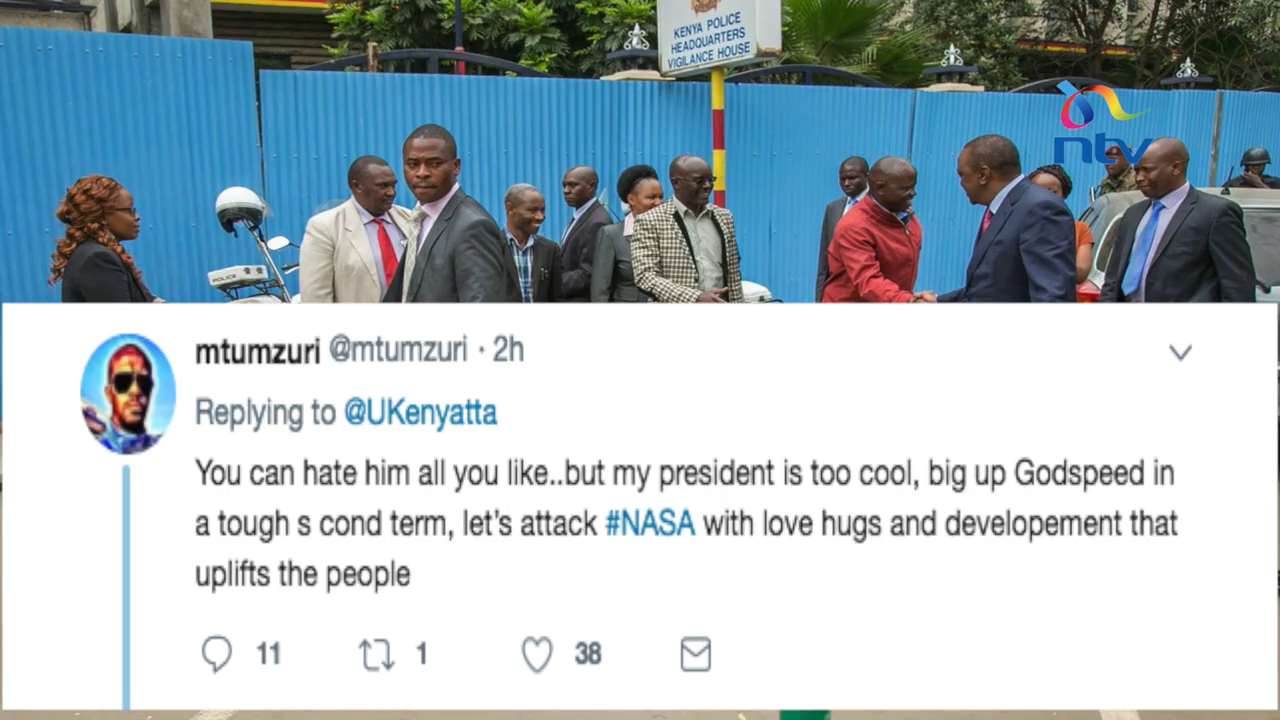 KENYA POLICE
HEADQUARTERS
VIGILANCE HOUSE
ntv
POLICE
mtumzuri @mtumzuri · 2h
Replying to @UKenyatta
You can hate him all you like..but my president is too cool, big up Godspeed in
a tough s cond term, let's attack #NASA with love hugs and developement that
uplifts the people
11 1 38